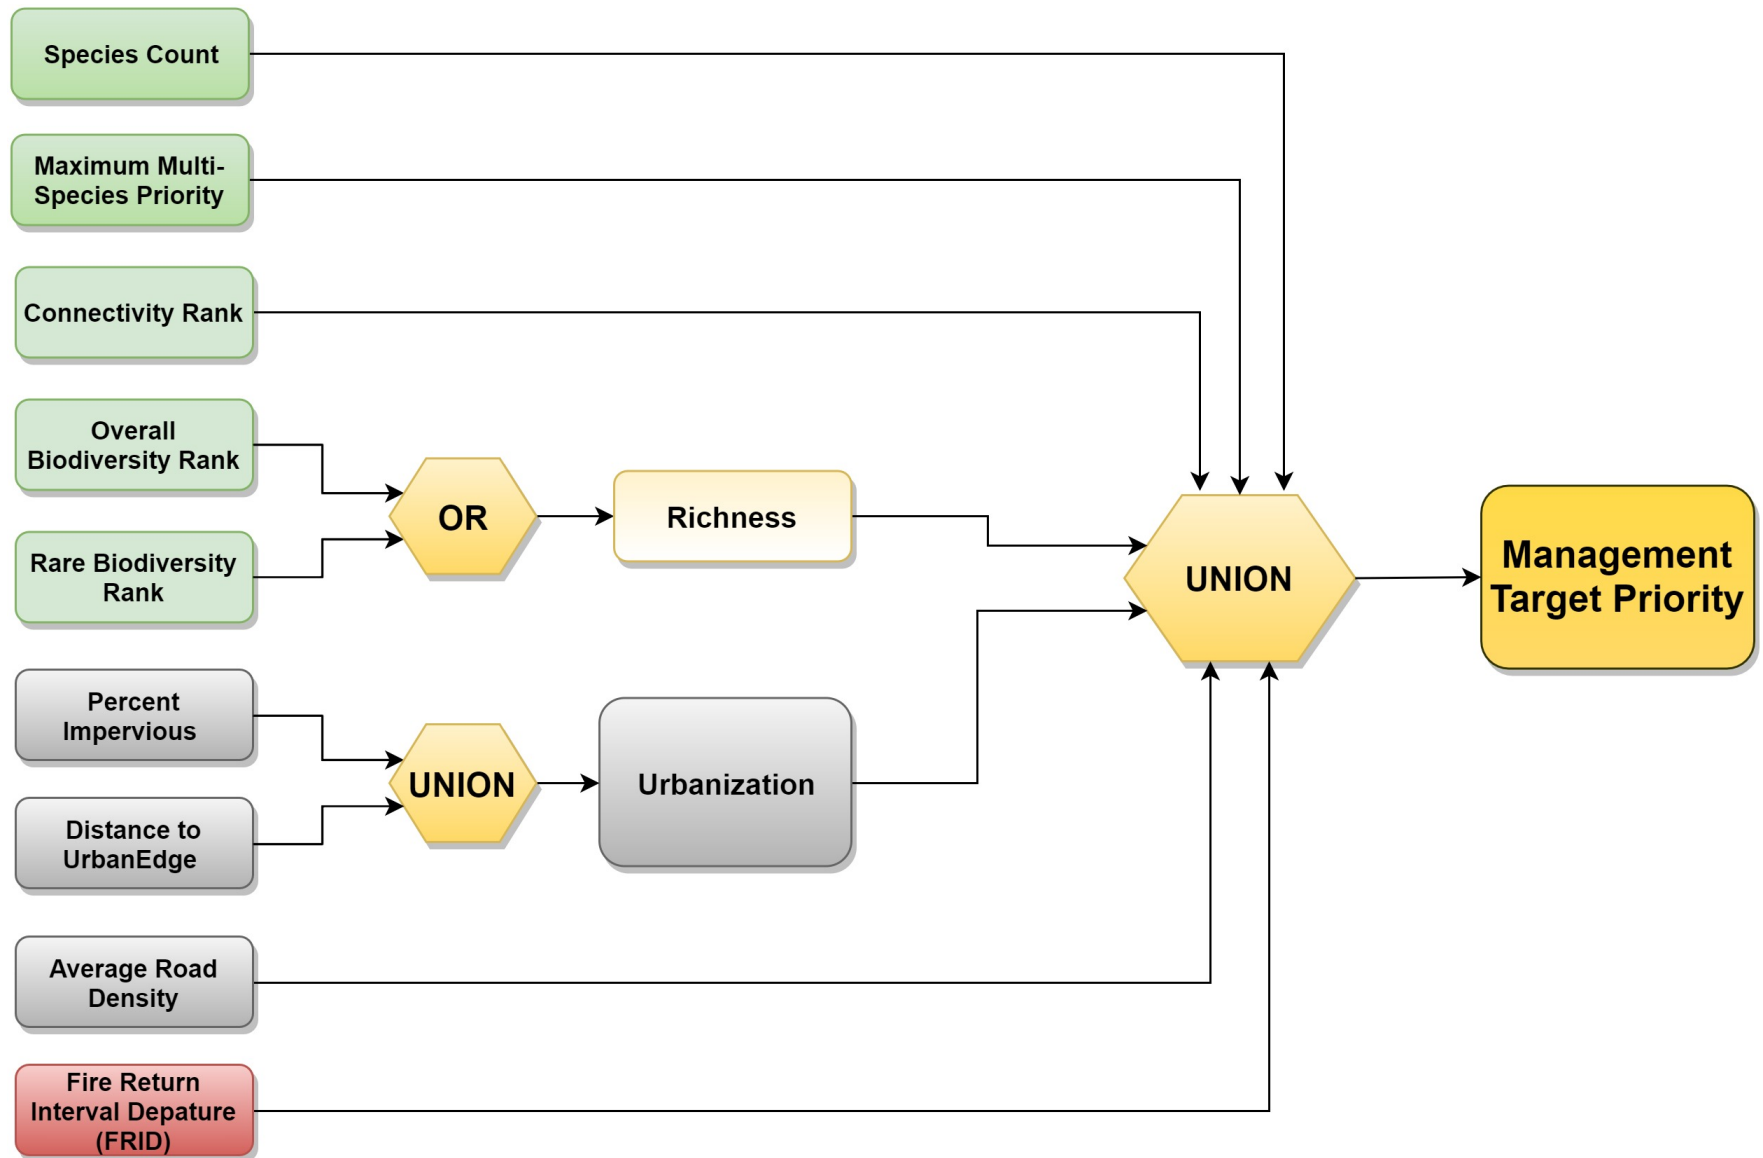 Species Count
Maximum Multi-
Species Priority
Connectivity Rank
Overall
Biodiversity Rank
Rare Biodiversity
Rank
OR
Richness
UNION
Management
Target Priority
Percent
Impervious
Distance to
UrbanEdge
UNION
Urbanization
Average Road
Density
Fire Return
Interval Depature
(FRID)